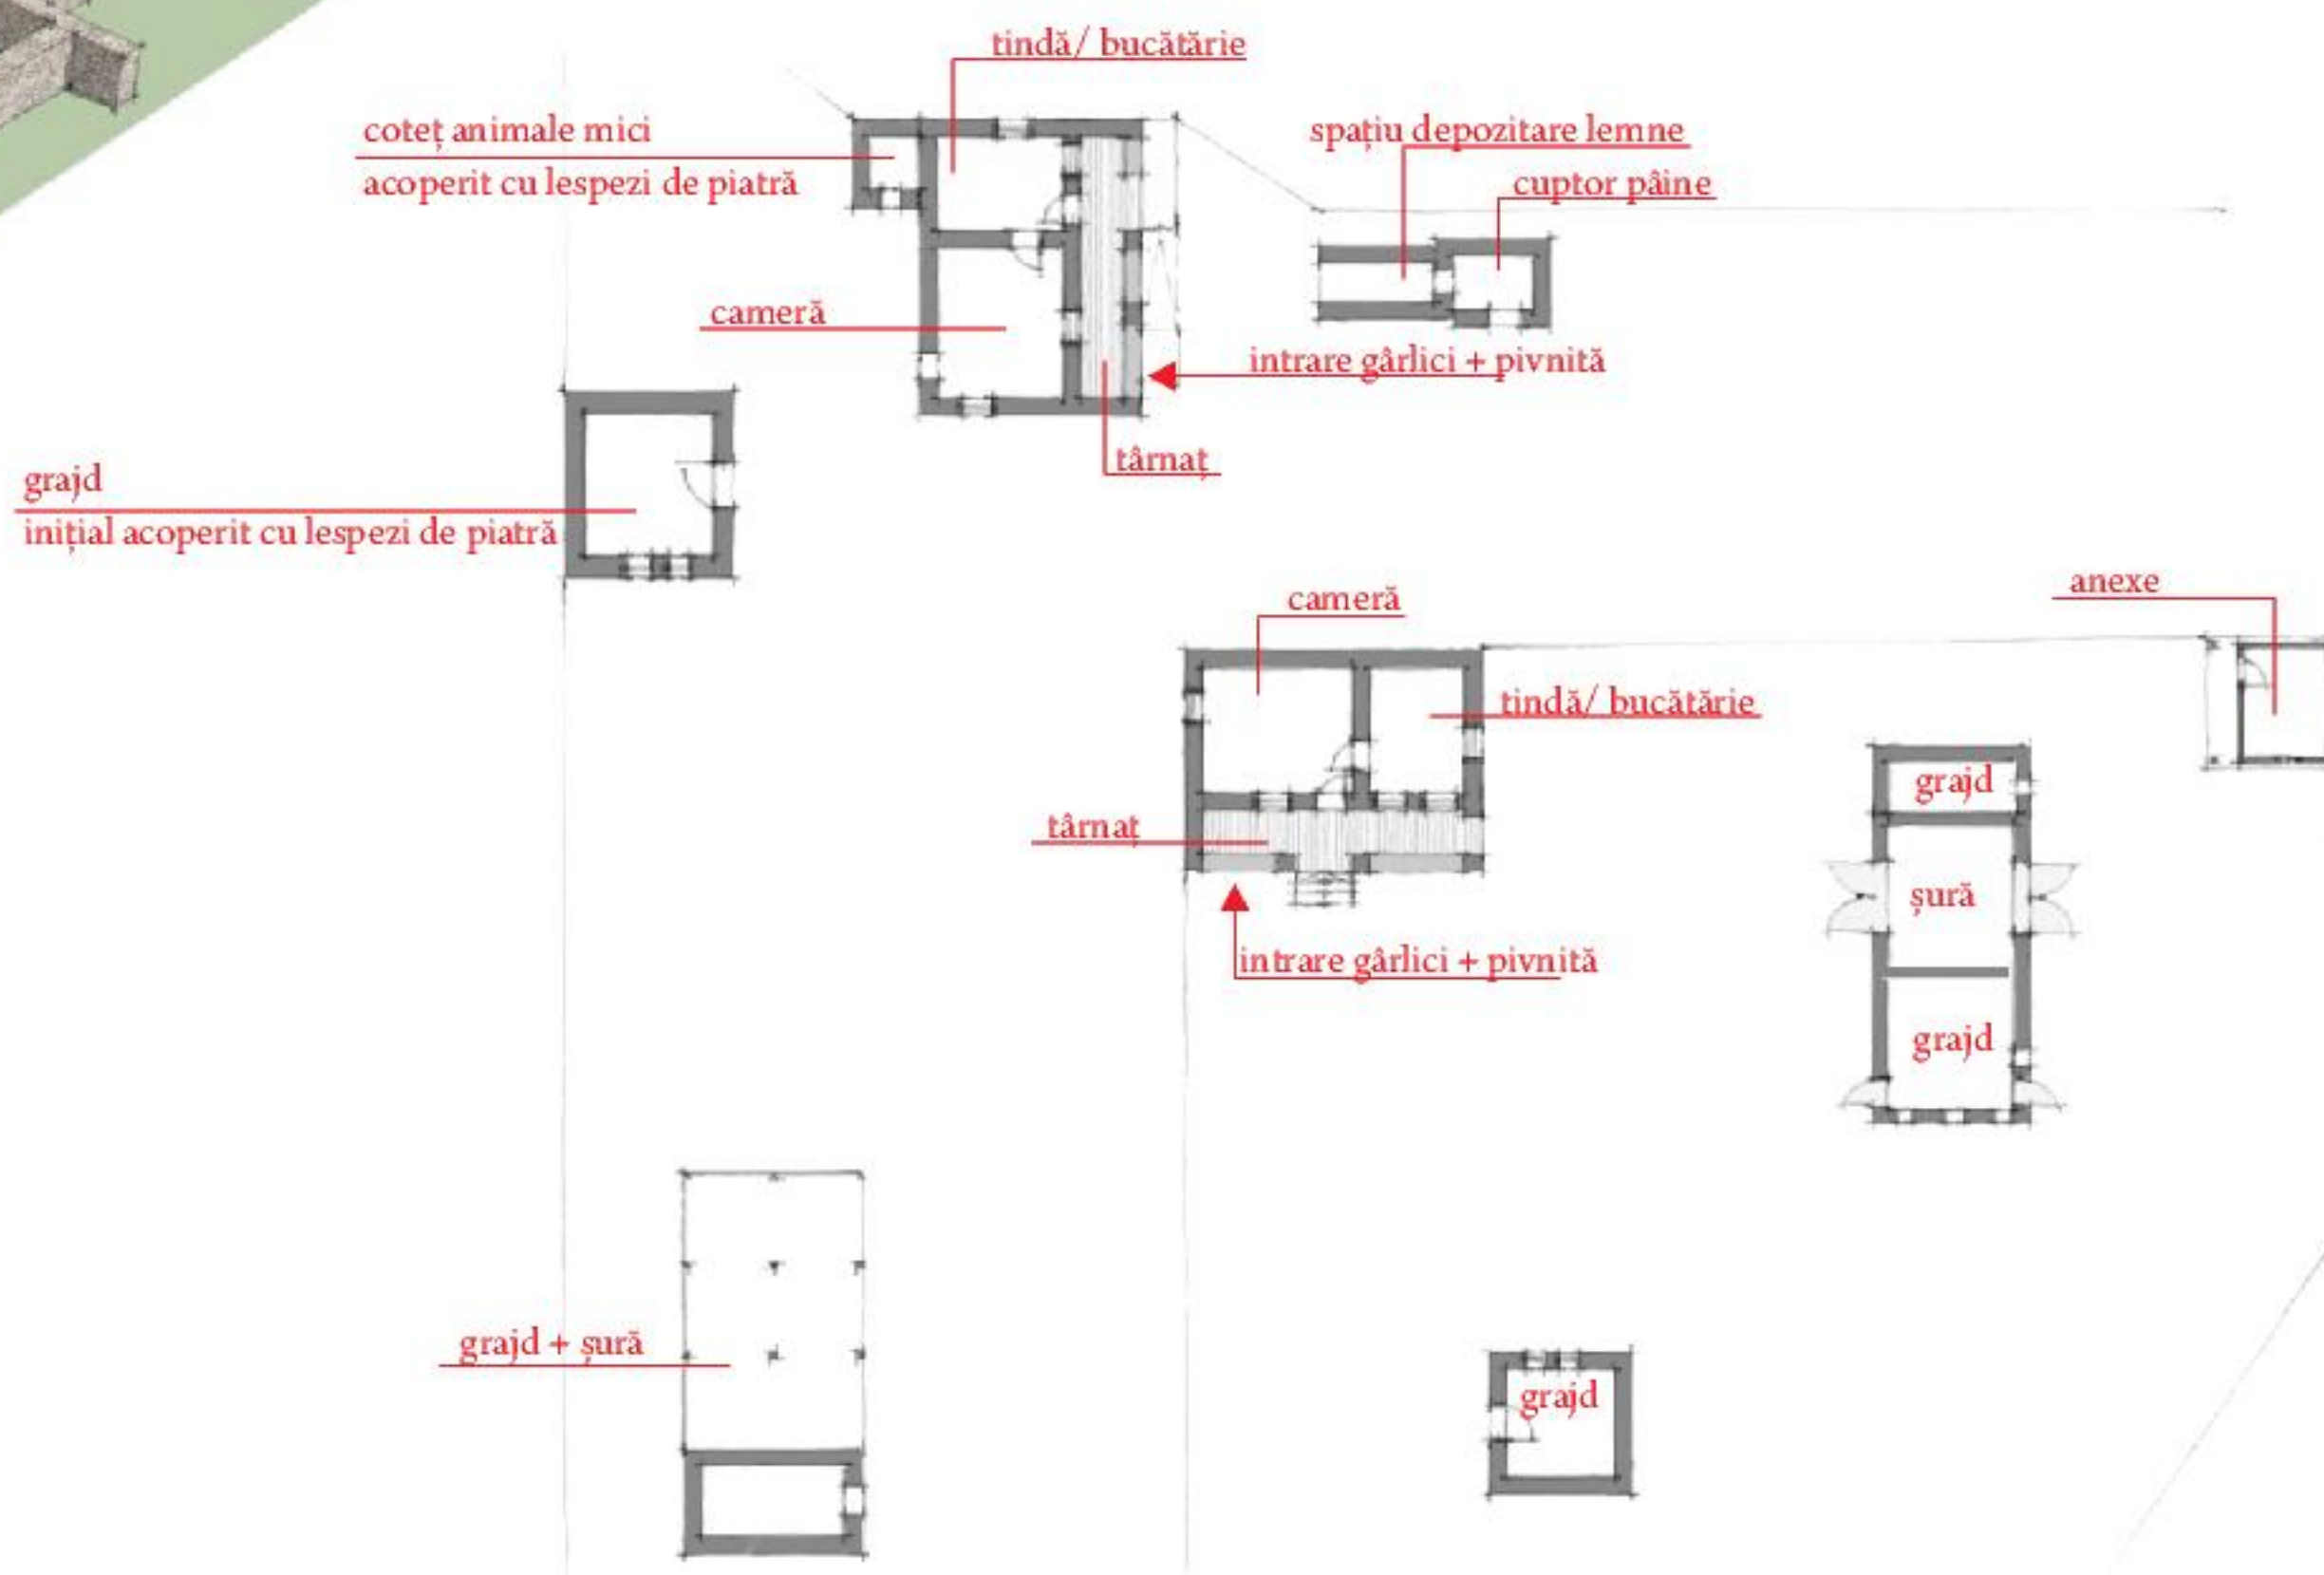 tindă/ bucătărie
coteț animale mici
acoperit cu lespezi de piatră
spațiu depozitare lemne
cuptor pâine
cameră
intrare gârlici + pivnită
târnaț
grajd
inițial acoperit cu lespezi de piatră
cameră
anexe
tindă/ bucătărie
grajd
târnaț
șură
intrare gârlici + pivnită
grajd
grajd + șură
grajd